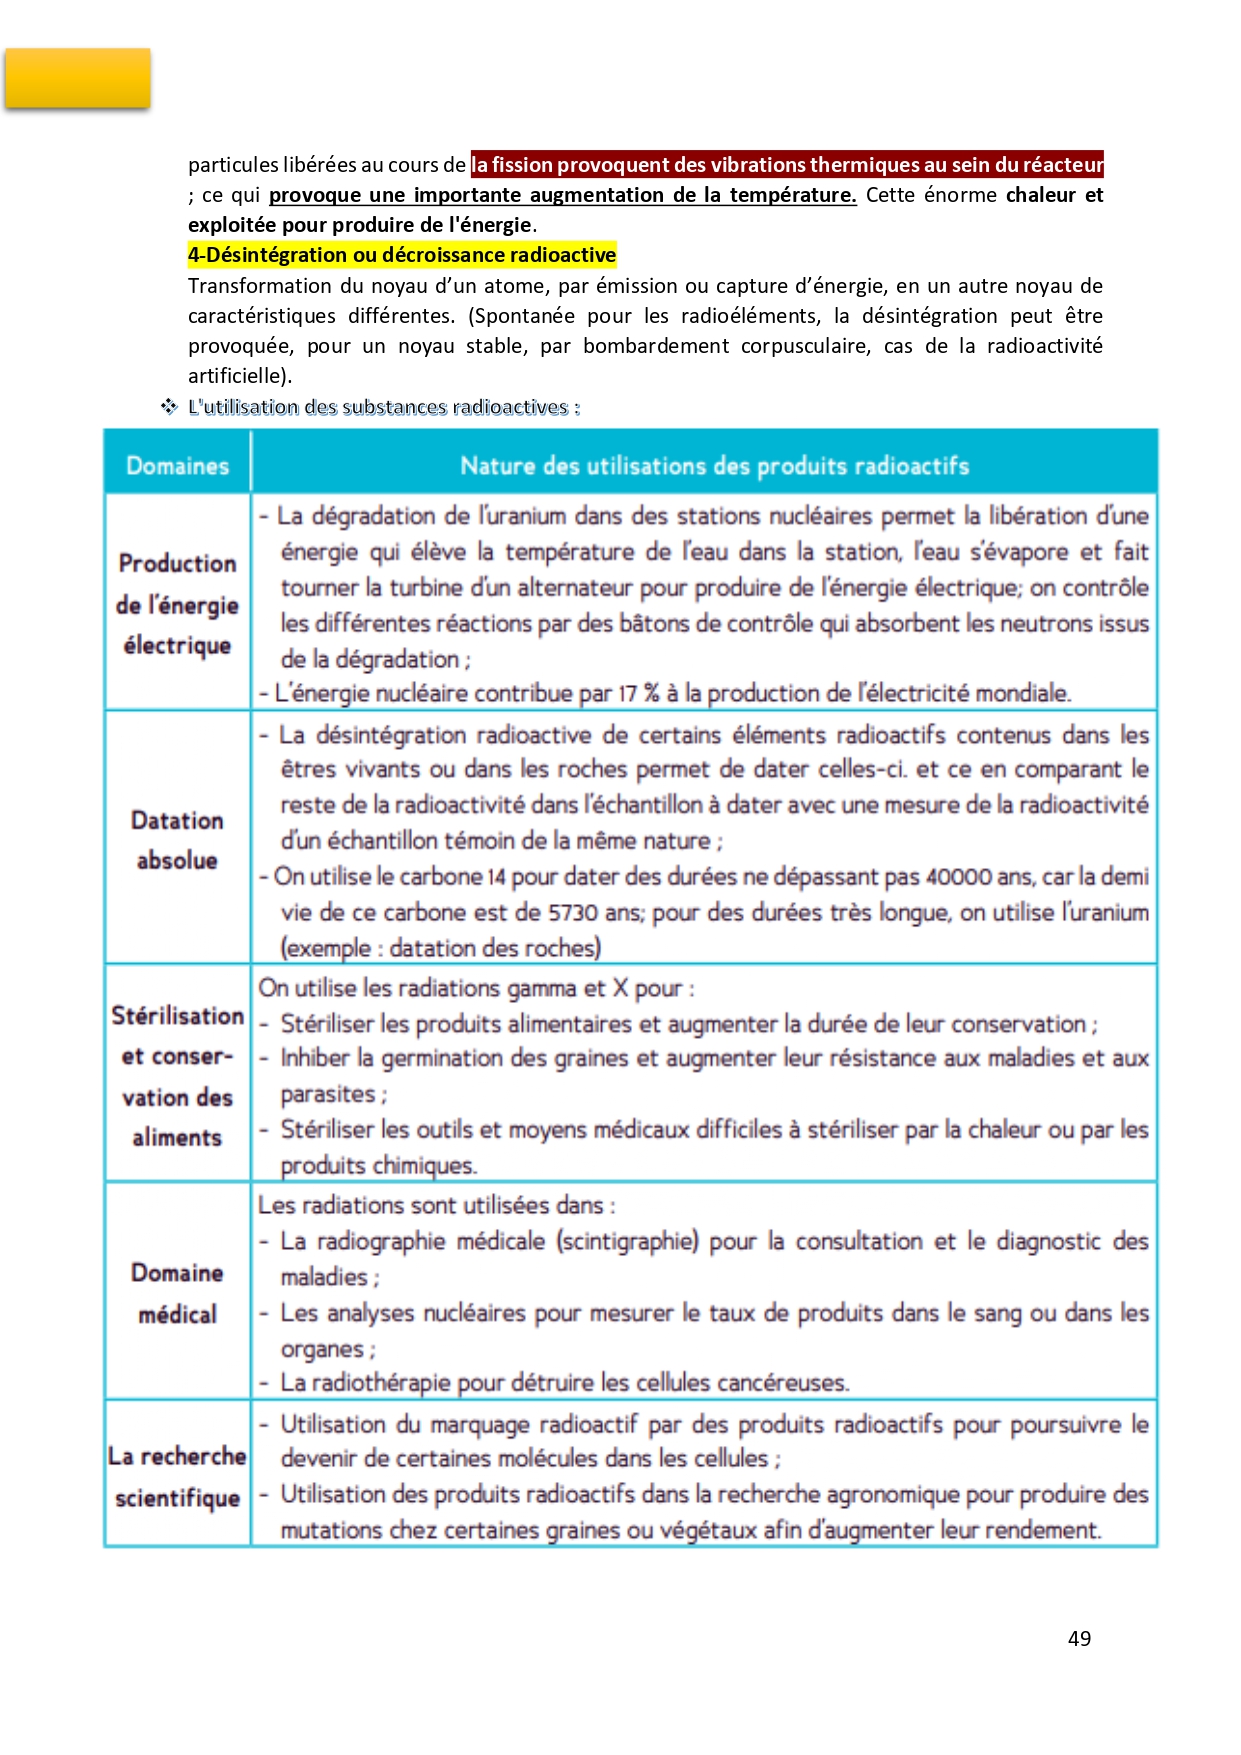 particules libérées au cours de la fission provoquent des vibrations thermiques au sein du réacteur
; ce qui provoque une importante augmentation de la température. Cette énorme chaleur et
exploitée pour produire de l'énergie.
4-Désintégration ou décroissance radioactive
Transformation du noyau d’un atome, par émission ou capture d’énergie, en un autre noyau de
caractéristiques différentes. (Spontanée pour les radioéléments, la désintégration peut être
provoquée, pour un noyau stable, par bombardement corpusculaire, cas de la radioactivité
artificielle).
❖ L'utilisation des substances radioactives :
Domaines
Nature des utilisations des produits radioactifs
Production
de l'énergie
électrique
- La dégradation de l'uranium dans des stations nucléaires permet la libération d'une
énergie qui élève la température de l'eau dans la station, l'eau s'évapore et fait
tourner la turbine d'un alternateur pour produire de l'énergie électrique; on contrôle
les différentes réactions par des bâtons de contrôle qui absorbent les neutrons issus
de la dégradation ;
- L'énergie nucléaire contribue par 17 % à la production de l'électricité mondiale.
Datation
absolue
- La désintégration radioactive de certains éléments radioactifs contenus dans les
êtres vivants ou dans les roches permet de dater celles-ci. et ce en comparant le
reste de la radioactivité dans l'échantillon à dater avec une mesure de la radioactivité
d'un échantillon témoin de la même nature ;
- On utilise le carbone 14 pour dater des durées ne dépassant pas 40000 ans, car la demi
vie de ce carbone est de 5730 ans; pour des durées très longue, on utilise l'uranium
(exemple : datation des roches)
Stérilisation
et conser-
vation des
aliments
On utilise les radiations gamma et X pour :
- Stériliser les produits alimentaires et augmenter la durée de leur conservation ;
- Inhiber la germination des graines et augmenter leur résistance aux maladies et aux
parasites ;
- Stériliser les outils et moyens médicaux difficiles à stériliser par la chaleur ou par les
produits chimiques.
Domaine
médical
Les radiations sont utilisées dans :
- La radiographie médicale (scintigraphie) pour la consultation et le diagnostic des
maladies ;
- Les analyses nucléaires pour mesurer le taux de produits dans le sang ou dans les
organes ;
- La radiothérapie pour détruire les cellules cancéreuses.
La recherche
scientifique
- Utilisation du marquage radioactif par des produits radioactifs pour poursuivre le
devenir de certaines molécules dans les cellules ;
- Utilisation des produits radioactifs dans la recherche agronomique pour produire des
mutations chez certaines graines ou végétaux afin d'augmenter leur rendement.
49